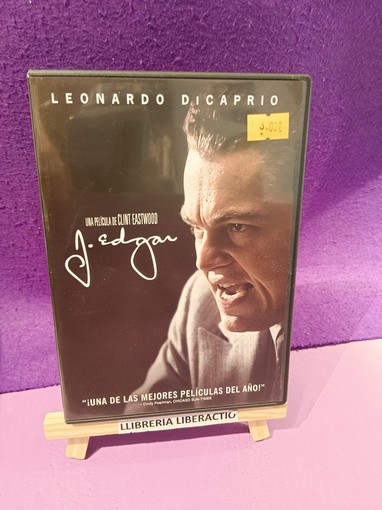 LEONARDO DiCAPRIO
UNA PELÍCULA DE CLINT EASTWOOD
J. Edgar
"¡UNA DE LAS MEJORES PELÍCULAS DEL AÑO!"
LLIBRERIA LIBERACTIO